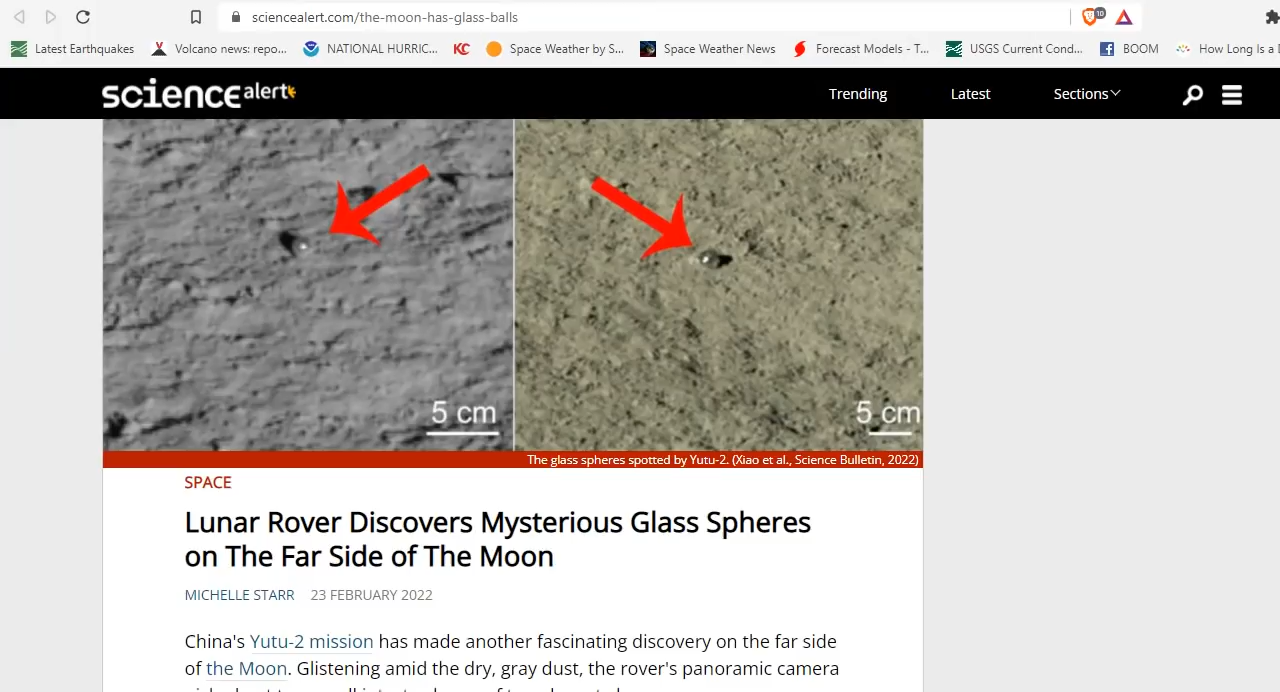 sciencealert.com/the-moon-has-glass-balls
10
Latest Earthquakes
Volcano news: repo...
NATIONAL HURRIC...
KC
Space Weather by S...
Space Weather News
Forecast Models - T...
USGS Current Cond...
BOOM
How Long Is a
sciencealert
Trending
Latest
Sections
5 cm
5 cm
The glass spheres spotted by Yutu-2. (Xiao et al., Science Bulletin, 2022)
SPACE
Lunar Rover Discovers Mysterious Glass Spheres
on The Far Side of The Moon
MICHELLE STARR 23 FEBRUARY 2022
China's Yutu-2 mission has made another fascinating discovery on the far side
of the Moon. Glistening amid the dry, gray dust, the rover's panoramic camera